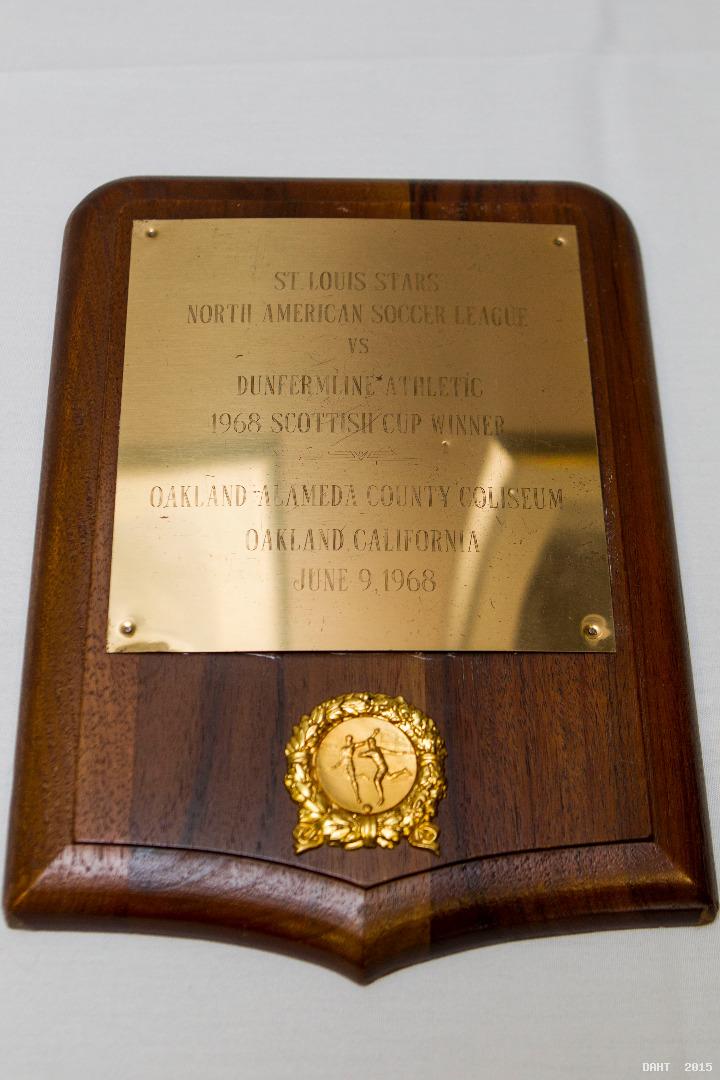 ST. LOUIS STARS
NORTH AMERICAN SOCCER LEAGUE
VS
DUNFERMLINE ATHLETIC
1968 SCOTTISH CUP WINNER
OAKLAND-ALAMEDA COUNTY COLISEUM
OAKLAND, CALIFORNIA
JUNE 9, 1968
DAHT 2015